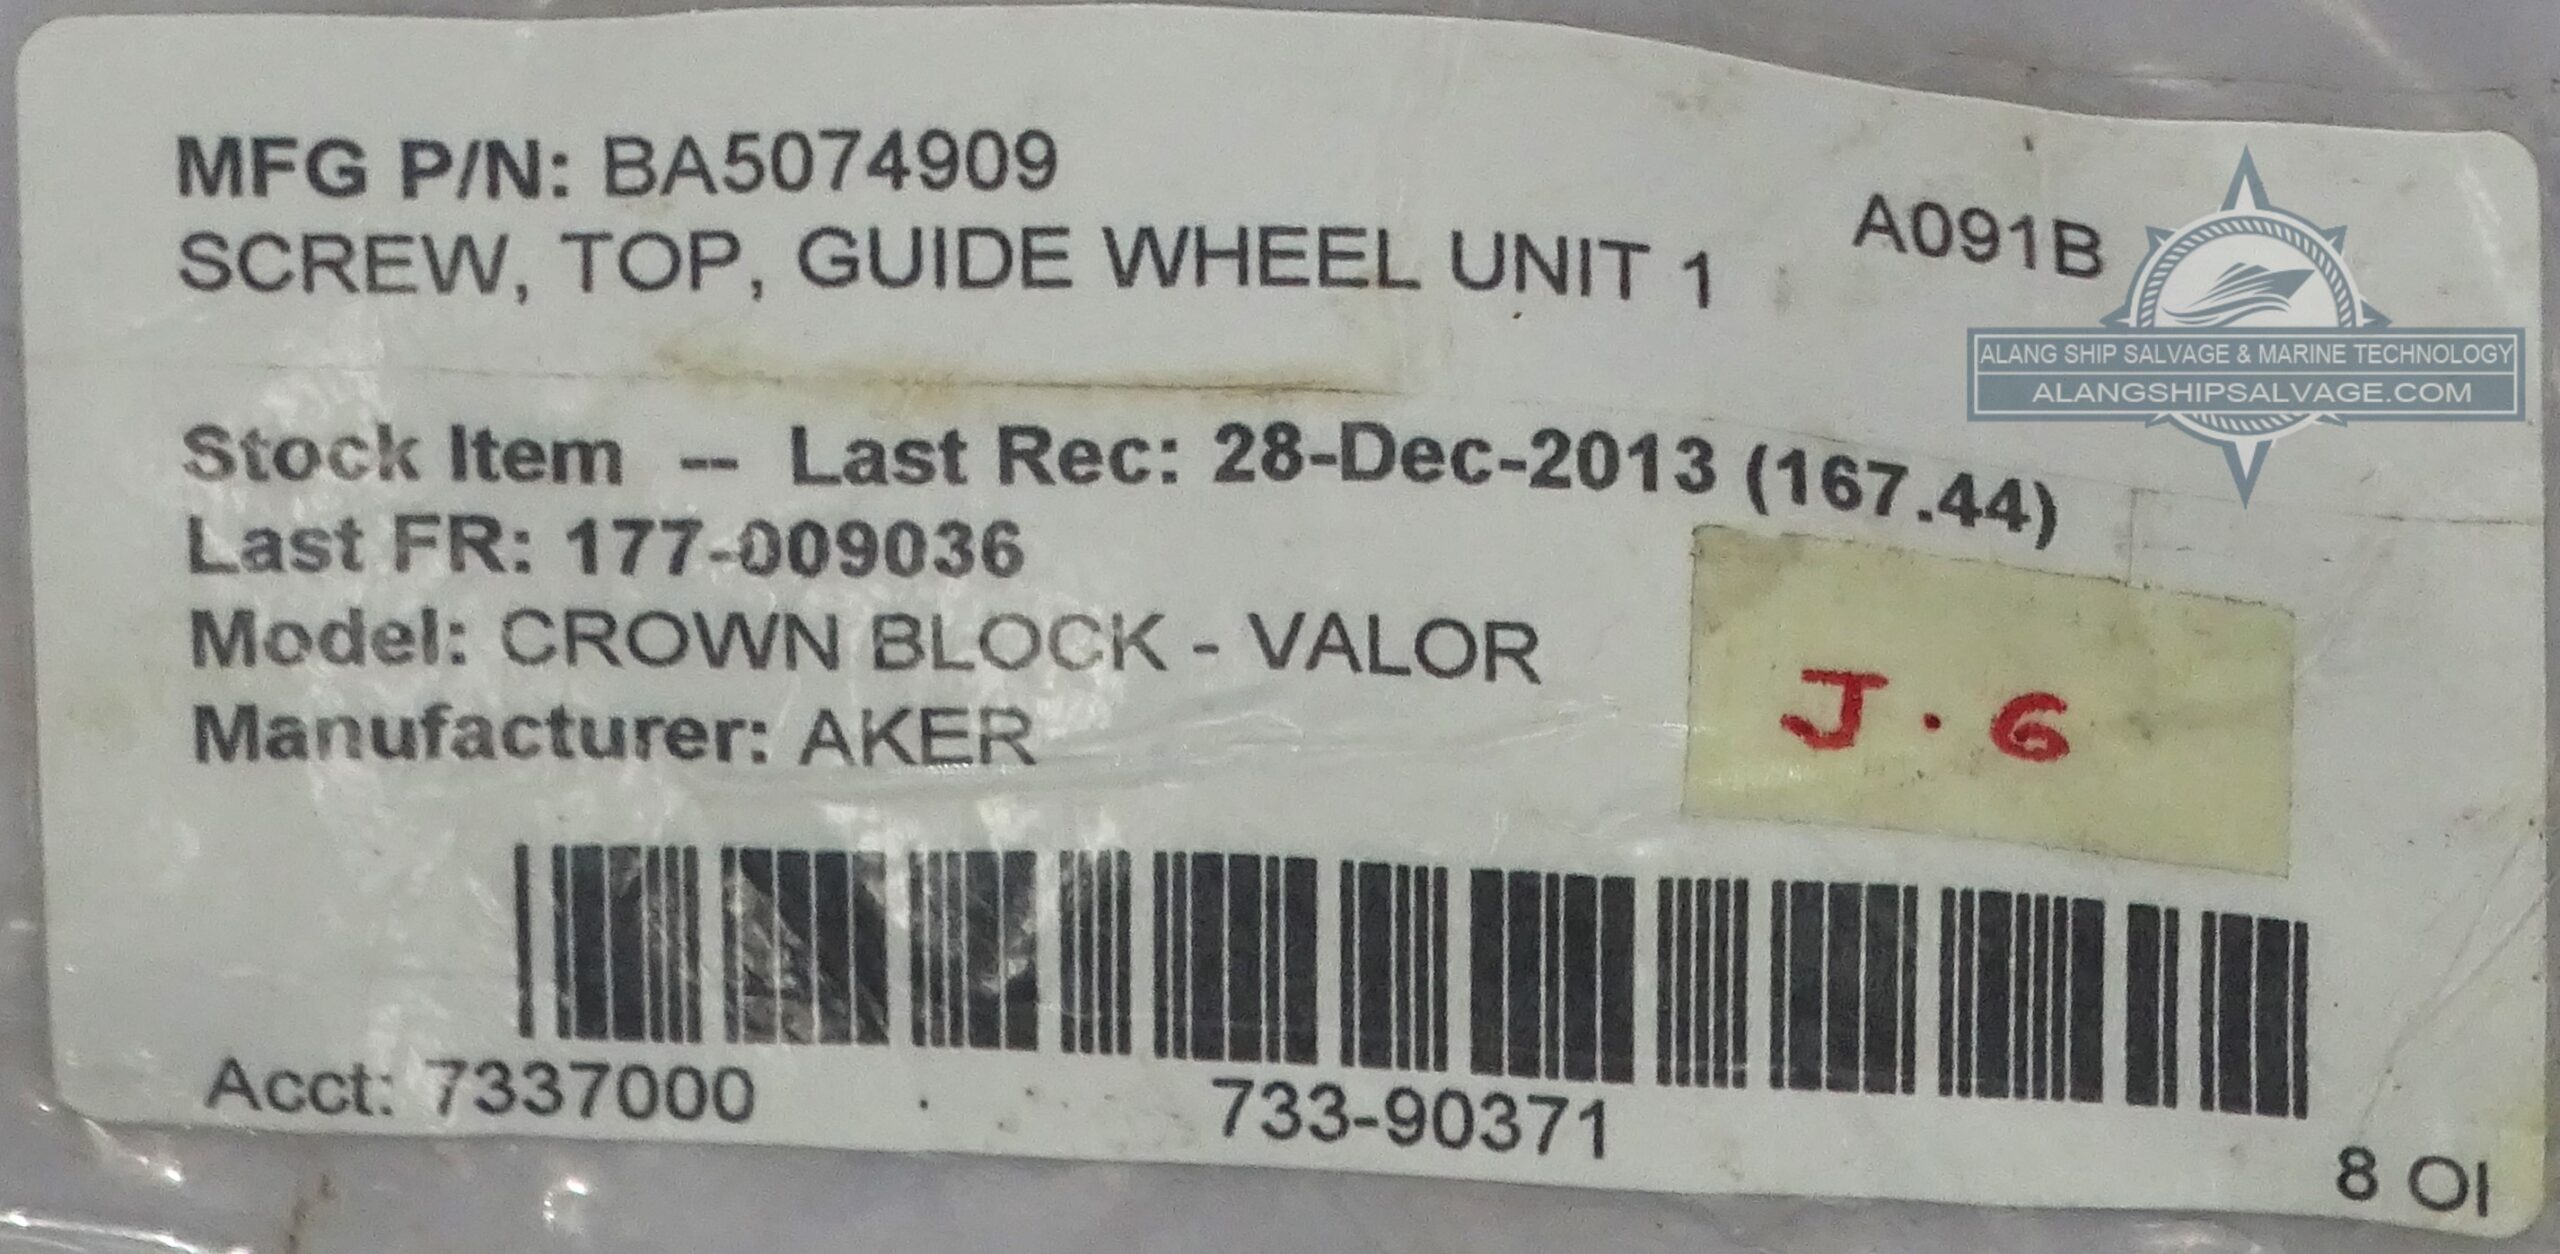 MFG P/N: BA5074909
SCREW, TOP, GUIDE WHEEL UNIT 1
A091B
ALANG SHIP SALVAGE & MARINE TECHNOLOGY
ALANGSHIPSALVAGE.COM
Stock Item -- Last Rec: 28-Dec-2013 (167.44)
Last FR: 177-009036
Model: CROWN BLOCK - VALOR
Manufacturer: AKER
J.6
Acct: 7337000
733-90371
8 OI